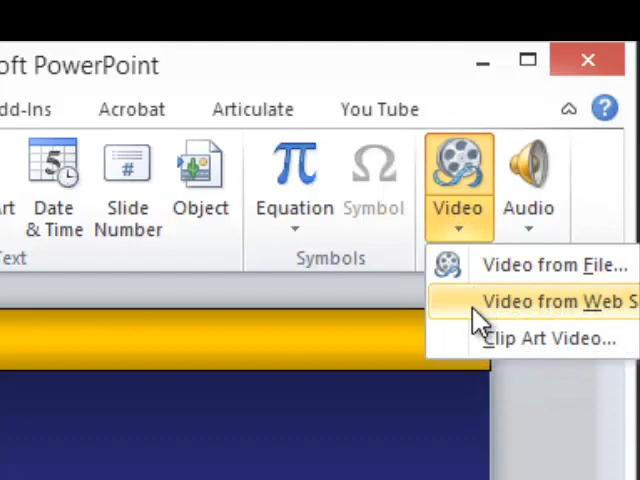 oft PowerPoint
dd-Ins Acrobat Articulate You Tube
rt Date & Time Slide Number Object Equation Symbol Video Audio
ext Symbols
Video from File...
Video from Web S
Clip Art Video...